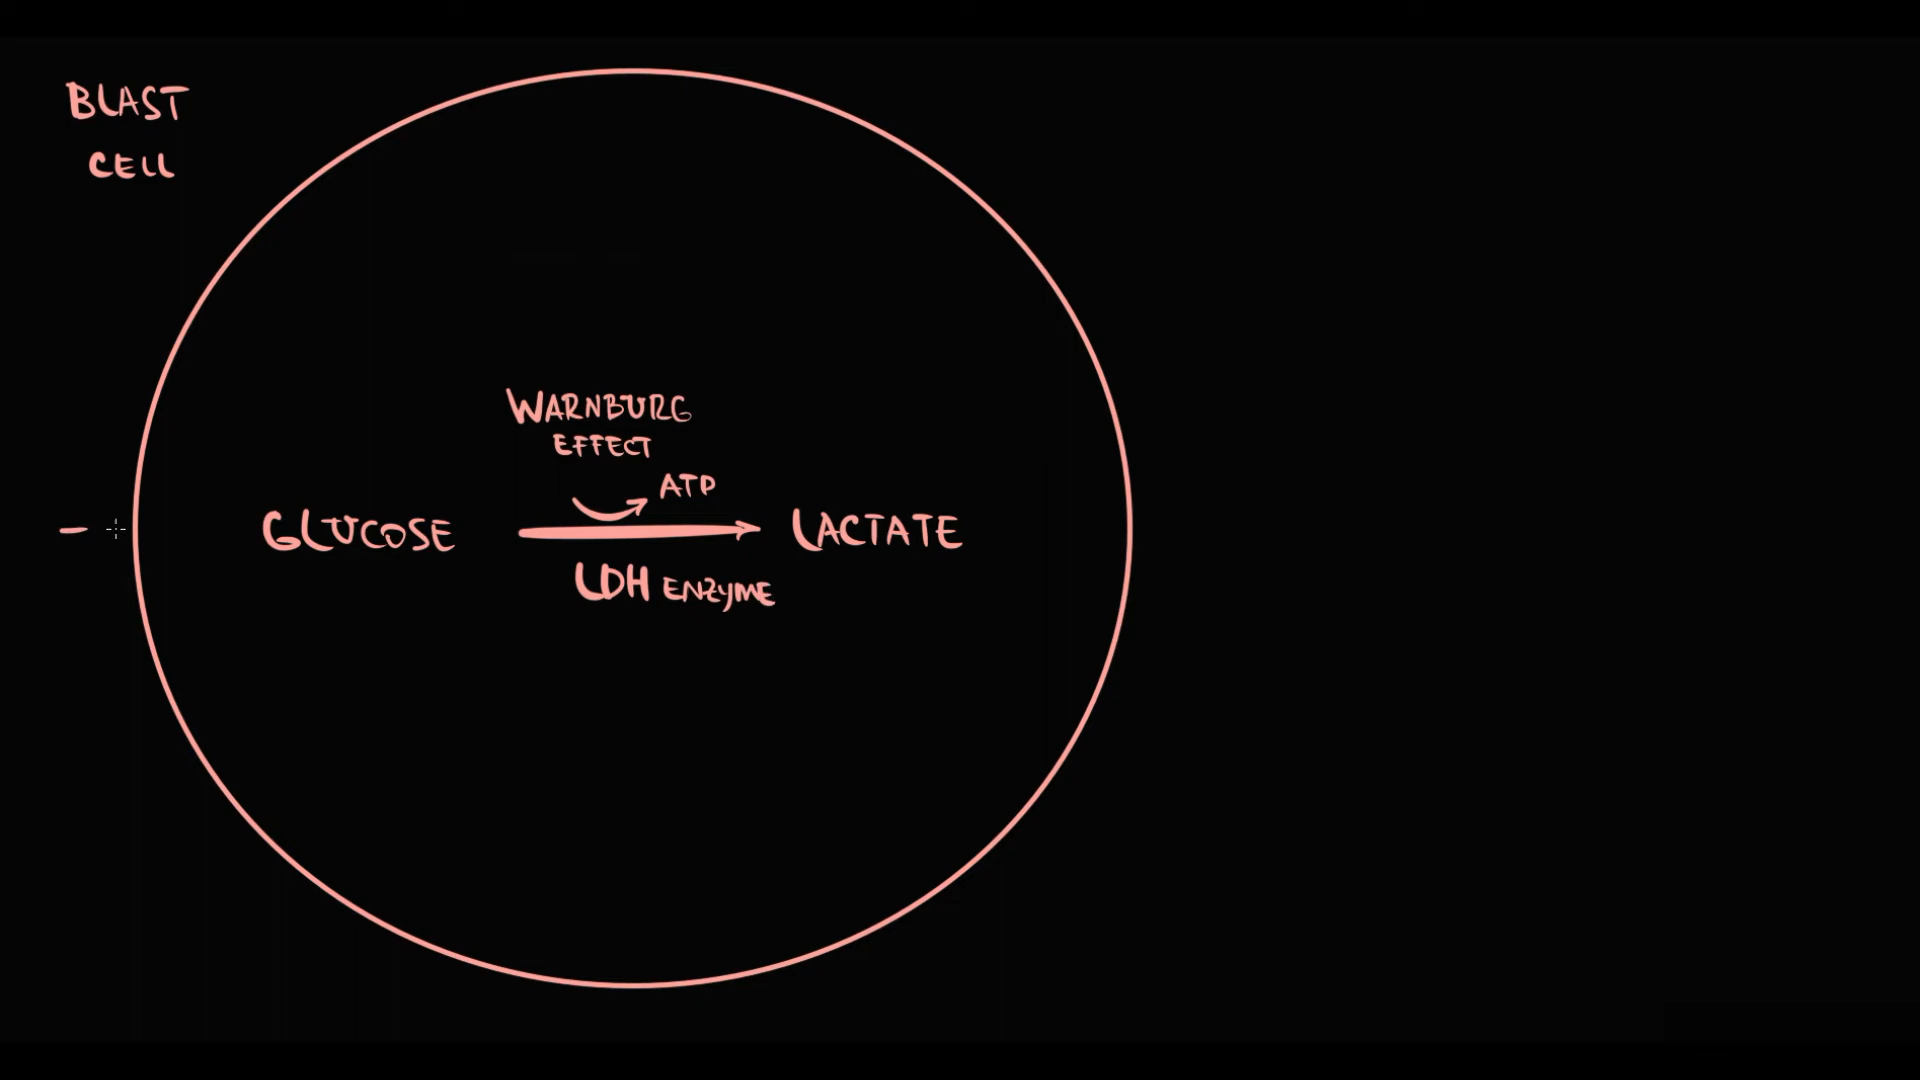 BLAST
CELL
WARNBURG
EFFECT
ATP
GLUCOSE
LACTATE
LDH ENZYME